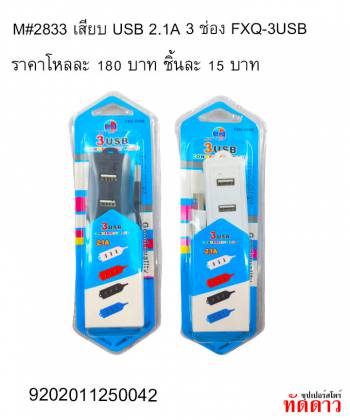 M#2833 เสียบ USB 2.1A 3 ช่อง FXQ-3USB
ราคาโหลละ 180 บาท ชิ้นละ 15 บาท
3USB
2.1A
3USB
2.1A
3USB
3USB
9202011250042
ซุปเปอร์สโตร์
ทัดดาว